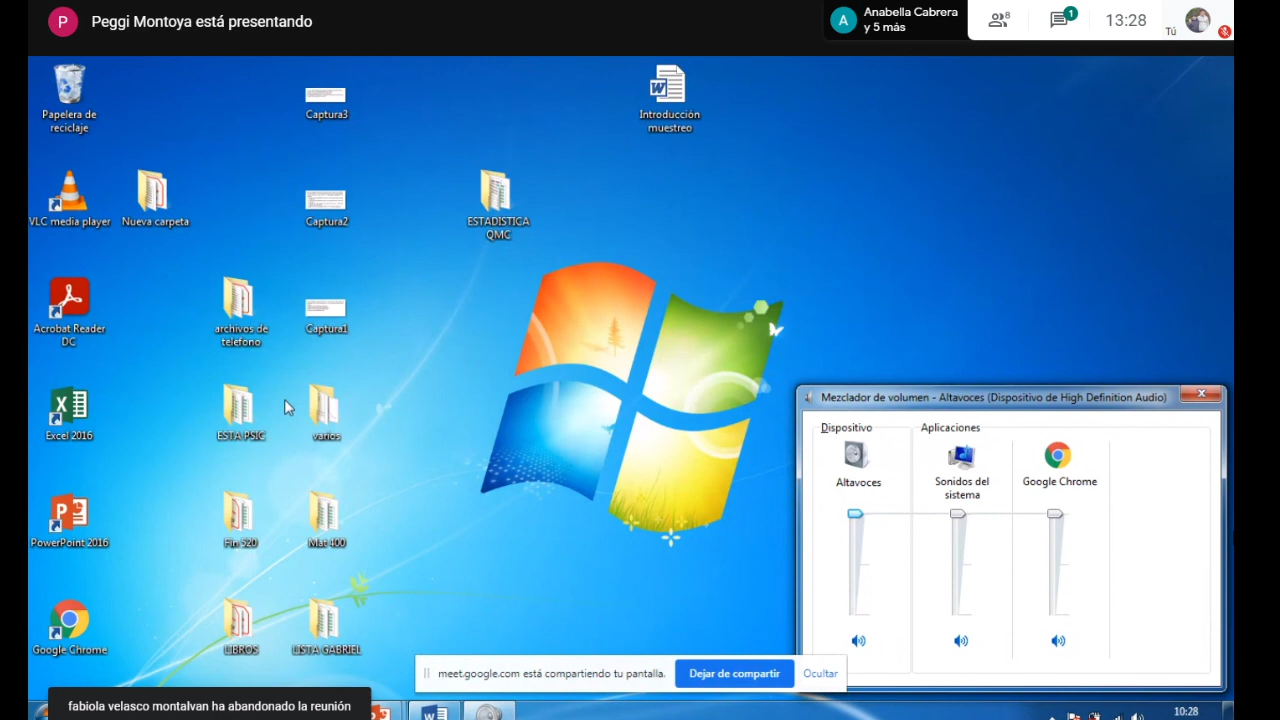 P
Peggi Montoya está presentando
A
Anabella Cabrera
y 5 más
8
1
13:28
Tú
Papelera de
reciclaje
Captura3
Introducción
muestreo
VLC media player
Nueva carpeta
Captura2
ESTADISTICA
QMC
Acrobat Reader
DC
archivos de
telefono
Captura1
Excel 2016
ESTA PSIC
varios
PowerPoint 2016
Fin 520
Mat 400
Google Chrome
LIBROS
LISTA GABRIEL
Mezclador de volumen - Altavoces (Dispositivo de High Definition Audio)
Dispositivo
Aplicaciones
Altavoces
Sonidos del
sistema
Google Chrome
meet.google.com está compartiendo tu pantalla.
Dejar de compartir
Ocultar
fabiola velasco montalvan ha abandonado la reunión
10:28